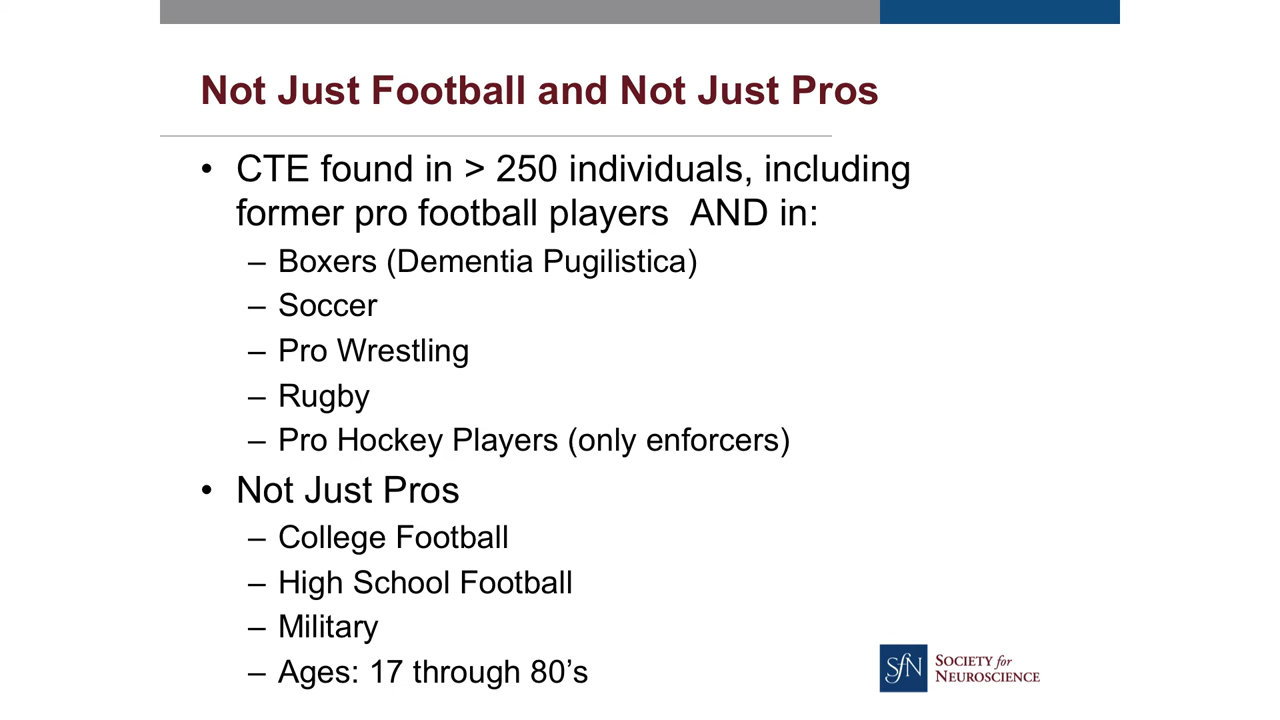 Not Just Football and Not Just Pros
• CTE found in > 250 individuals, including
former pro football players  AND in:
– Boxers (Dementia Pugilistica)
– Soccer
– Pro Wrestling
– Rugby
– Pro Hockey Players (only enforcers)
• Not Just Pros
– College Football
– High School Football
– Military
– Ages: 17 through 80’s
SfN
SOCIETY for
NEUROSCIENCE